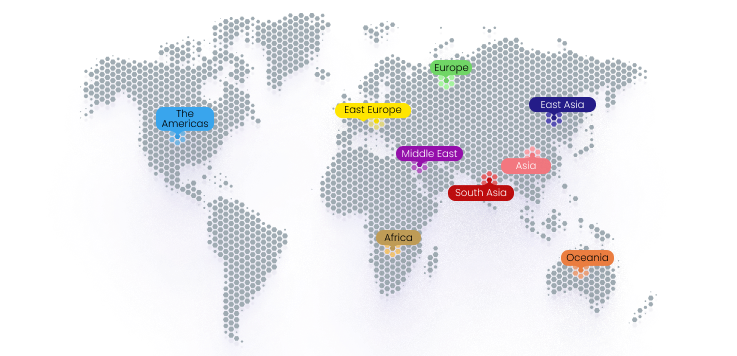 Europe
East Europe
East Asia
The
Americas
Middle East
Asia
South Asia
Africa
Oceania